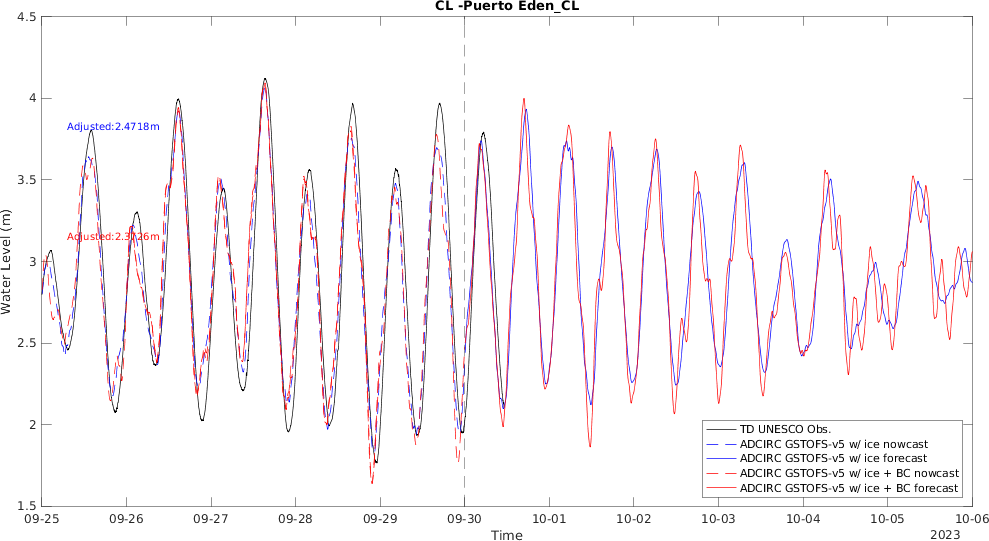 CL -Puerto Eden_CL
4.5
4
3.5
3
2.5
2
1.5
Water Level (m)
Adjusted:2.4718m
Adjusted:2.3726m
TD UNESCO Obs.
ADCIRC GSTOFS-v5 w/ ice nowcast
ADCIRC GSTOFS-v5 w/ ice forecast
ADCIRC GSTOFS-v5 w/ ice + BC nowcast
ADCIRC GSTOFS-v5 w/ ice + BC forecast
09-25 09-26 09-27 09-28 09-29 09-30 10-01 10-02 10-03 10-04 10-05 10-06
Time
2023